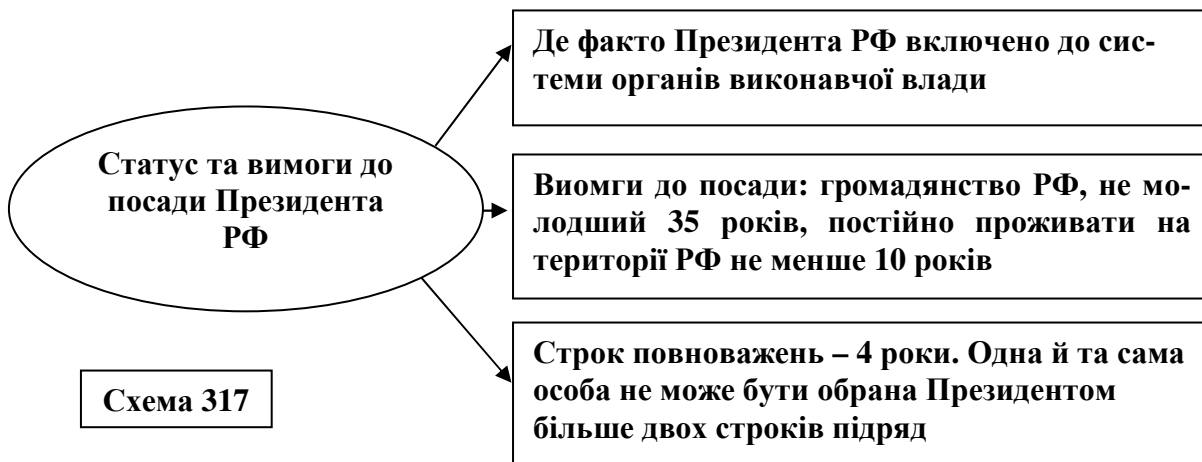 Де факто Президента РФ включено до сис-
теми органів виконавчої влади
Статус та вимоги до
посади Президента
РФ
Виомги до посади: громадянство РФ, не мо-
лодший 35 років, постійно проживати на
території РФ не менше 10 років
Строк повноважень – 4 роки. Одна й та сама
особа не може бути обрана Президентом
більше двох строків підряд
Схема 317